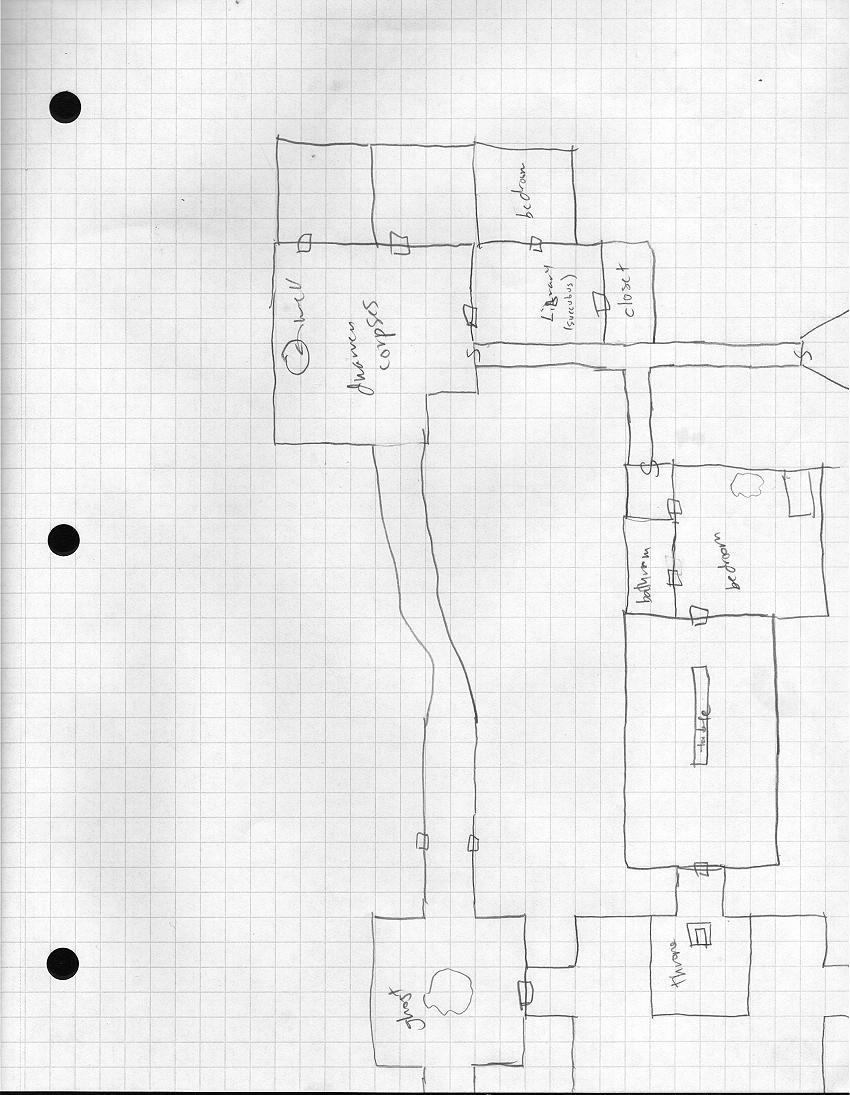 bedroom
well
dwarven
corpses
Library
(succubus)
closet
S
S
S
bathroom
bedroom
table
throne
ghost